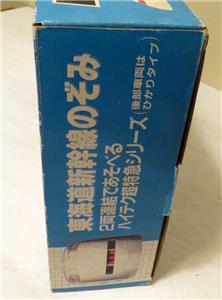 東海道新幹線のぞみ
2両連結であそべる
ハイテク超特急シリーズ
(後部車両は
ひかりタイプ)